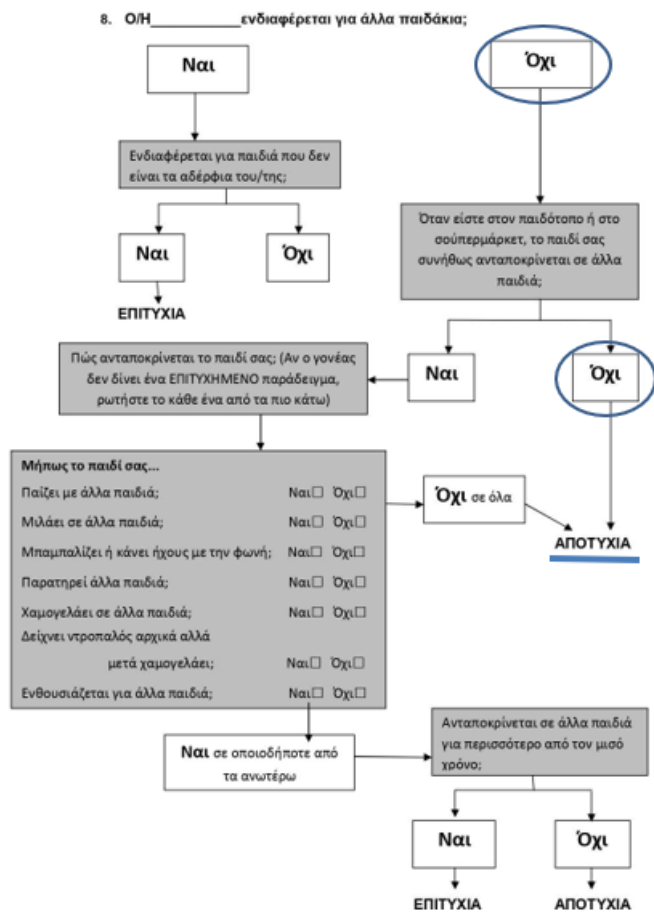 8. Ο/Η____________ενδιαφέρεται για άλλα παιδάκια;
Ναι
Όχι
Ενδιαφέρεται για παιδιά που δεν
είναι τα αδέρφια του/της;
Ναι
Όχι
ΕΠΙΤΥΧΙΑ
Όταν είστε στον παιδότοπο ή στο
σούπερμάρκετ, το παιδί σας
συνήθως ανταποκρίνεται σε άλλα
παιδιά;
Ναι
Όχι
Πώς ανταποκρίνεται το παιδί σας; (Αν ο γονέας
δεν δίνει ένα ΕΠΙΤΥΧΗΜΕΝΟ παράδειγμα,
ρωτήστε το κάθε ένα από τα πιο κάτω)
Μήπως το παιδί σας...
Παίζει με άλλα παιδιά; Ναι☐ Όχι☐
Μιλάει σε άλλα παιδιά; Ναι☐ Όχι☐
Μπαμπαλίζει ή κάνει ήχους με την φωνή; Ναι☐ Όχι☐
Παρατηρεί άλλα παιδιά; Ναι☐ Όχι☐
Χαμογελάει σε άλλα παιδιά; Ναι☐ Όχι☐
Δείχνει ντροπαλός αρχικά αλλά
μετά χαμογελάει; Ναι☐ Όχι☐
Ενθουσιάζεται για άλλα παιδιά; Ναι☐ Όχι☐
Όχι σε όλα
ΑΠΟΤΥΧΙΑ
Ναι σε οποιοδήποτε από
τα ανωτέρω
Ανταποκρίνεται σε άλλα παιδιά
για περισσότερο από τον μισό
χρόνο;
Ναι
Όχι
ΕΠΙΤΥΧΙΑ
ΑΠΟΤΥΧΙΑ